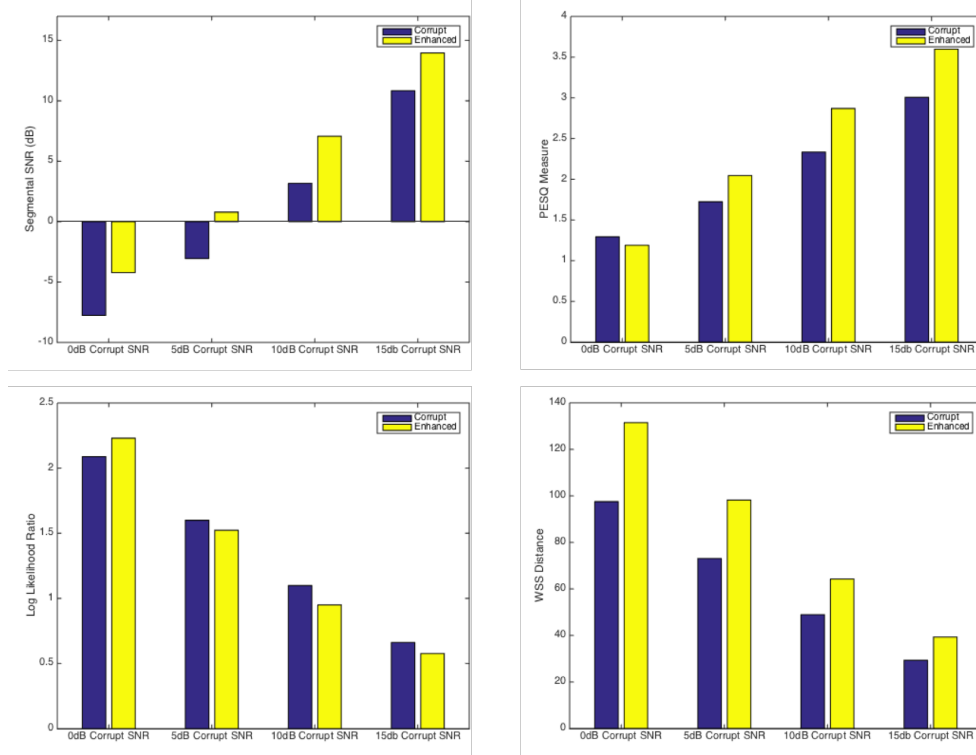 15
10
5
0
-5
-10
Segmental SNR (dB)
Corrupt
Enhanced
0dB Corrupt SNR
5dB Corrupt SNR
10dB Corrupt SNR
15db Corrupt SNR
4
3.5
3
2.5
2
1.5
1
0.5
0
PESQ Measure
Corrupt
Enhanced
0dB Corrupt SNR
5dB Corrupt SNR
10dB Corrupt SNR
15db Corrupt SNR
2.5
2
1.5
1
0.5
0
Log Likelihood Ratio
Corrupt
Enhanced
0dB Corrupt SNR
5dB Corrupt SNR
10dB Corrupt SNR
15db Corrupt SNR
140
120
100
80
60
40
20
0
WSS Distance
Corrupt
Enhanced
0dB Corrupt SNR
5dB Corrupt SNR
10dB Corrupt SNR
15db Corrupt SNR